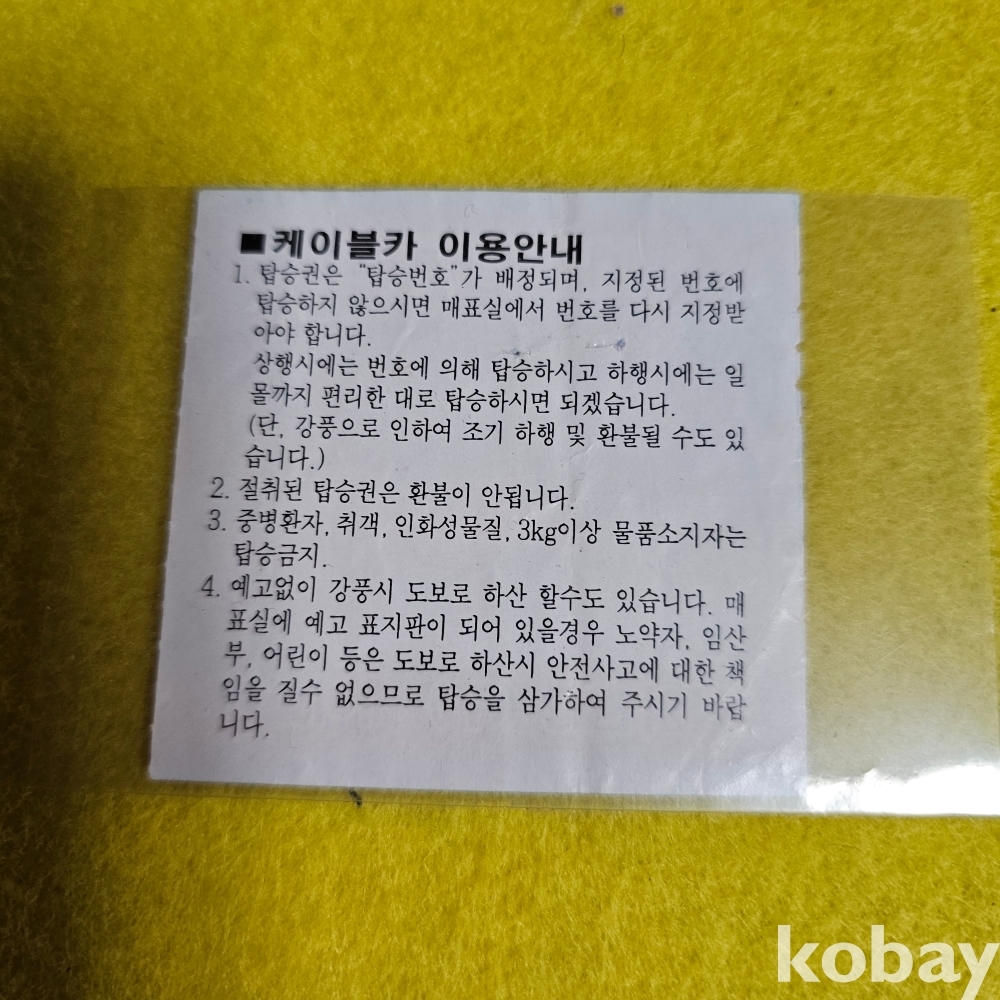 ■케이블카 이용안내
1. 탑승권은 "탑승번호"가 배정되며, 지정된 번호에
탑승하지 않으시면 매표실에서 번호를 다시 지정받
아야 합니다.
상행시에는 번호에 의해 탑승하시고 하행시에는 일
몰까지 편리한 대로 탑승하시면 되겠습니다.
(단, 강풍으로 인하여 조기 하행 및 환불될 수도 있
습니다.)
2. 절취된 탑승권은 환불이 안됩니다.
3. 중병환자, 취객, 인화성물질, 3kg이상 물품소지자는
탑승금지.
4. 예고없이 강풍시 도보로 하산 할수도 있습니다. 매
표실에 예고 표지판이 되어 있을경우 노약자, 임산
부, 어린이 등은 도보로 하산시 안전사고에 대한 책
임을 질수 없으므로 탑승을 삼가하여 주시기 바랍
니다.
kobay